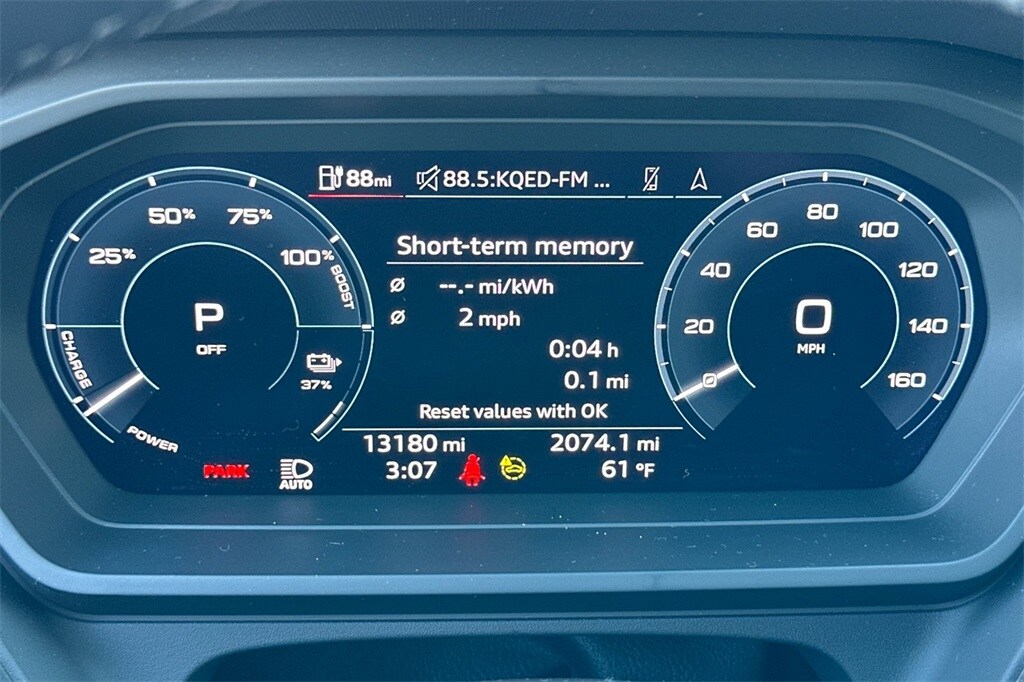 88mi 88.5:KQED-FM ...
Short-term memory
--.- mi/kWh
2 mph
0:04 h
0.1 mi
Reset values with OK
13180 mi 2074.1 mi
3:07 61 °F
25%
50%
75%
100%
BOOST
CHARGE
POWER
P
OFF
37%
PARK
AUTO
0
20
40
60
80
100
120
140
160
0
MPH